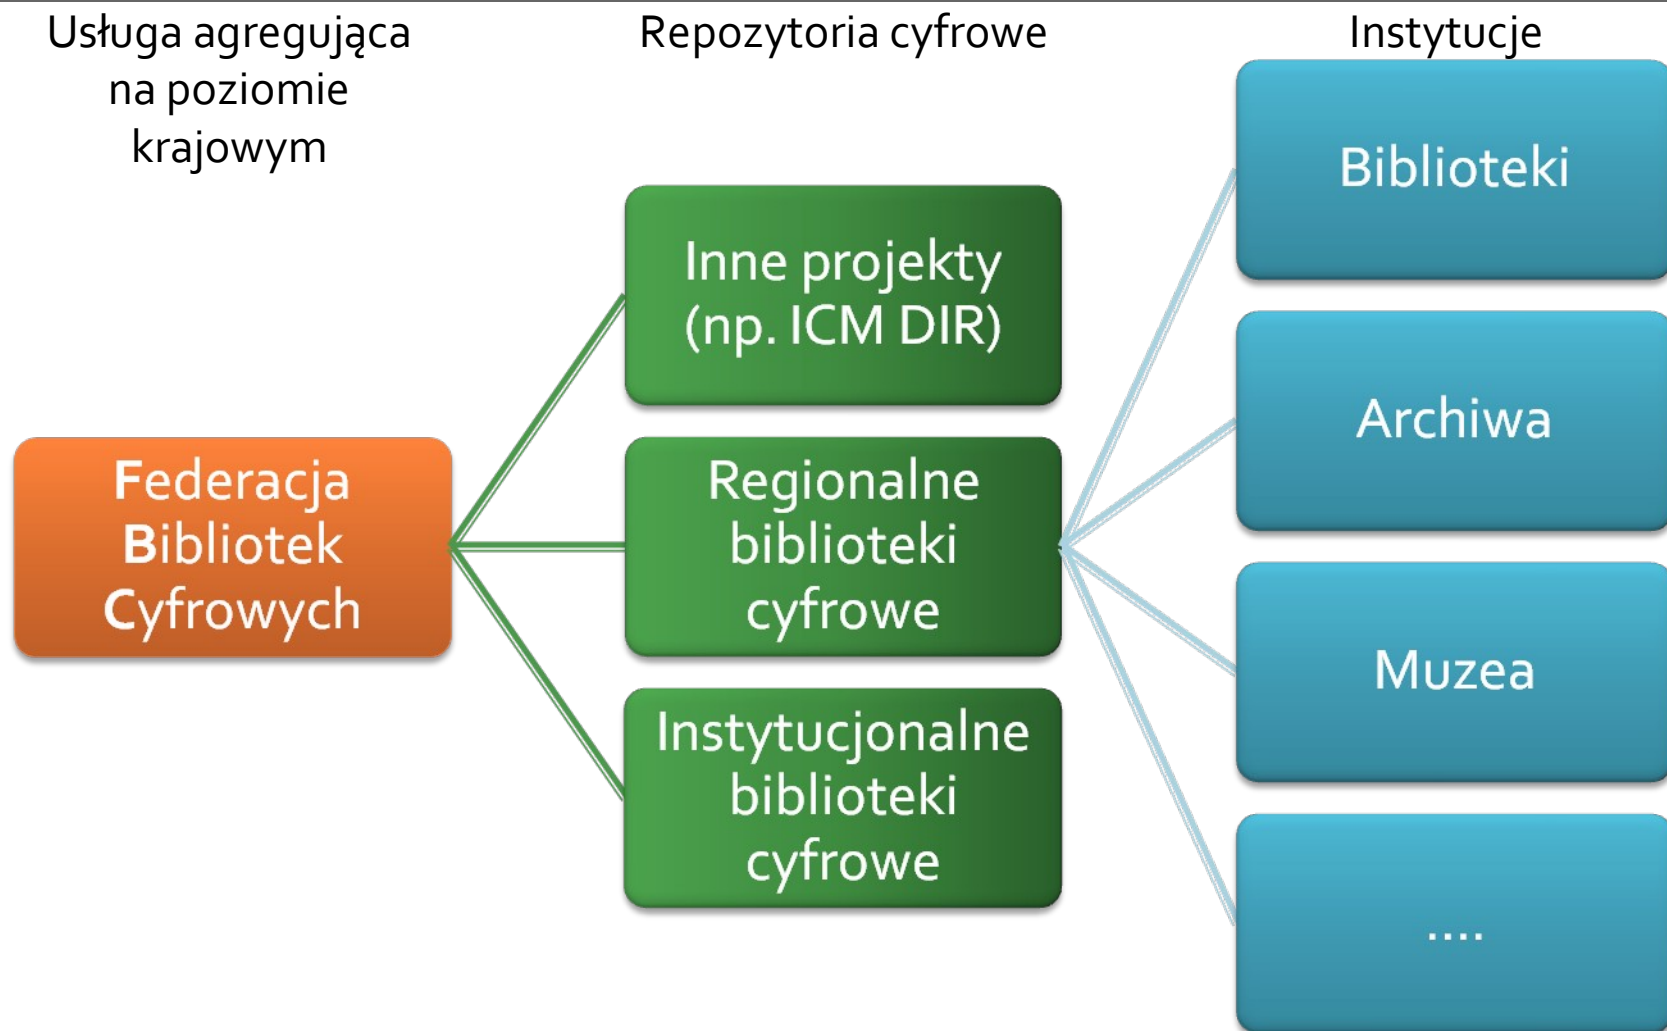 Usługa agregująca
na poziomie
krajowym
Repozytoria cyfrowe
Instytucje
Federacja
Bibliotek
Cyfrowych
Inne projekty
(np. ICM DIR)
Regionalne
biblioteki
cyfrowe
Instytucjonalne
biblioteki
cyfrowe
Biblioteki
Archiwa
Muzea
....